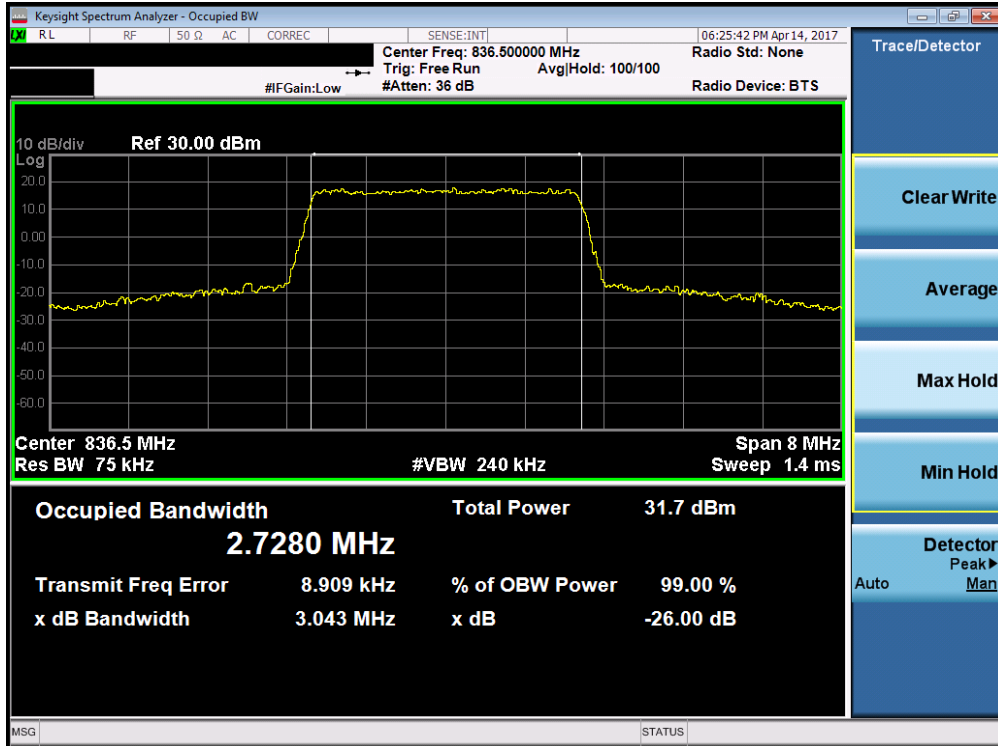 Keysight Spectrum Analyzer - Occupied BW
LXI RL RF 50 Ω AC CORREC SENSE:INT 06:25:42 PM Apr 14, 2017
Center Freq: 836.500000 MHz Radio Std: None
Trig: Free Run Avg|Hold: 100/100
#IFGain:Low #Atten: 36 dB Radio Device: BTS
10 dB/div Ref 30.00 dBm
Log
20.0
10.0
0.00
-10.0
-20.0
-30.0
-40.0
-50.0
-60.0
Center 836.5 MHz Span 8 MHz
Res BW 75 kHz #VBW 240 kHz Sweep 1.4 ms
Occupied Bandwidth Total Power 31.7 dBm
2.7280 MHz
Transmit Freq Error 8.909 kHz % of OBW Power 99.00 %
x dB Bandwidth 3.043 MHz x dB -26.00 dB
MSG STATUS
Trace/Detector
Clear Write
Average
Max Hold
Min Hold
Detector
Peak▶
Auto Man